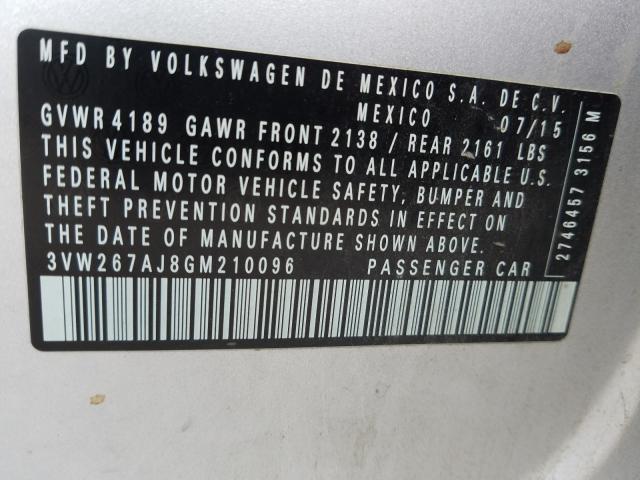 MFD BY VOLKSWAGEN DE MEXICO S.A. DE C.V.
MEXICO 07/15
GVWR 4189 GAWR FRONT 2138 / REAR 2161 LBS
THIS VEHICLE CONFORMS TO ALL APPLICABLE U.S.
FEDERAL MOTOR VEHICLE SAFETY, BUMPER AND
THEFT PREVENTION STANDARDS IN EFFECT ON
THE DATE OF MANUFACTURE SHOWN ABOVE.
3VW267AJ8GM210096 PASSENGER CAR
2746457 3156 M